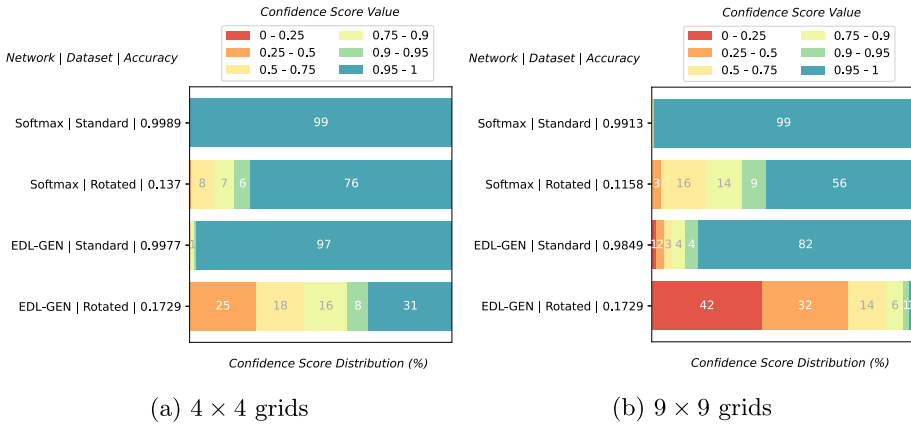 Confidence Score Value
0 - 0.25
0.25 - 0.5
0.5 - 0.75
0.75 - 0.9
0.9 - 0.95
0.95 - 1
Network | Dataset | Accuracy
Softmax | Standard | 0.9989
99
Softmax | Rotated | 0.137
8 7 6 76
EDL-GEN | Standard | 0.9977
1 97
EDL-GEN | Rotated | 0.1729
25 18 16 8 31
Confidence Score Distribution (%)
(a) 4 × 4 grids
Confidence Score Value
0 - 0.25
0.25 - 0.5
0.5 - 0.75
0.75 - 0.9
0.9 - 0.95
0.95 - 1
Network | Dataset | Accuracy
Softmax | Standard | 0.9913
99
Softmax | Rotated | 0.1158
3 16 14 9 56
EDL-GEN | Standard | 0.9849
1 2 3 4 4 82
EDL-GEN | Rotated | 0.1729
42 32 14 6 1 1
Confidence Score Distribution (%)
(b) 9 × 9 grids